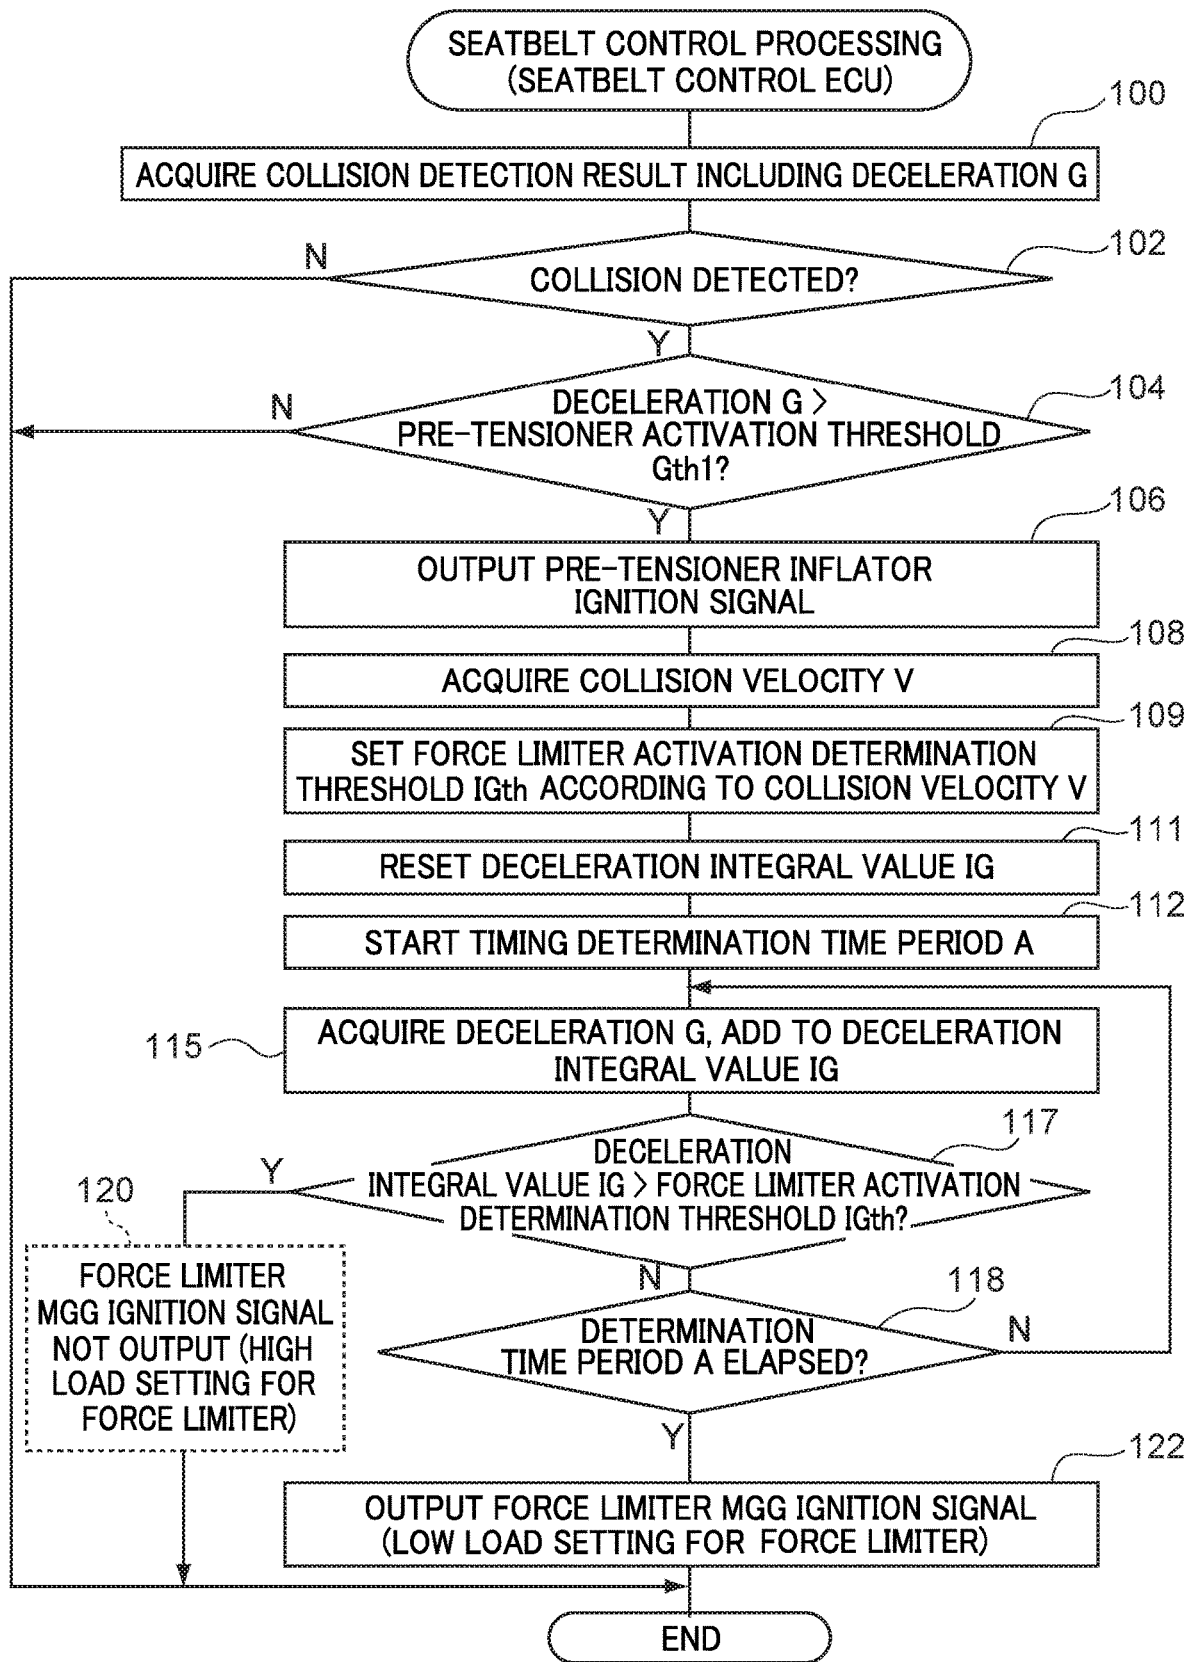 SEATBELT CONTROL PROCESSING
(SEATBELT CONTROL ECU)
100
ACQUIRE COLLISION DETECTION RESULT INCLUDING DECELERATION G
102
N
COLLISION DETECTED?
Y
104
N
DECELERATION G >
PRE-TENSIONER ACTIVATION THRESHOLD
Gth1?
Y
106
OUTPUT PRE-TENSIONER INFLATOR
IGNITION SIGNAL
108
ACQUIRE COLLISION VELOCITY V
109
SET FORCE LIMITER ACTIVATION DETERMINATION
THRESHOLD IGth ACCORDING TO COLLISION VELOCITY V
111
RESET DECELERATION INTEGRAL VALUE IG
112
START TIMING DETERMINATION TIME PERIOD A
115
ACQUIRE DECELERATION G, ADD TO DECELERATION
INTEGRAL VALUE IG
117
Y
DECELERATION
INTEGRAL VALUE IG > FORCE LIMITER ACTIVATION
DETERMINATION THRESHOLD IGth?
N
120
FORCE LIMITER
MGG IGNITION SIGNAL
NOT OUTPUT (HIGH
LOAD SETTING FOR
FORCE LIMITER)
118
N
DETERMINATION
TIME PERIOD A ELAPSED?
Y
122
OUTPUT FORCE LIMITER MGG IGNITION SIGNAL
(LOW LOAD SETTING FOR FORCE LIMITER)
END